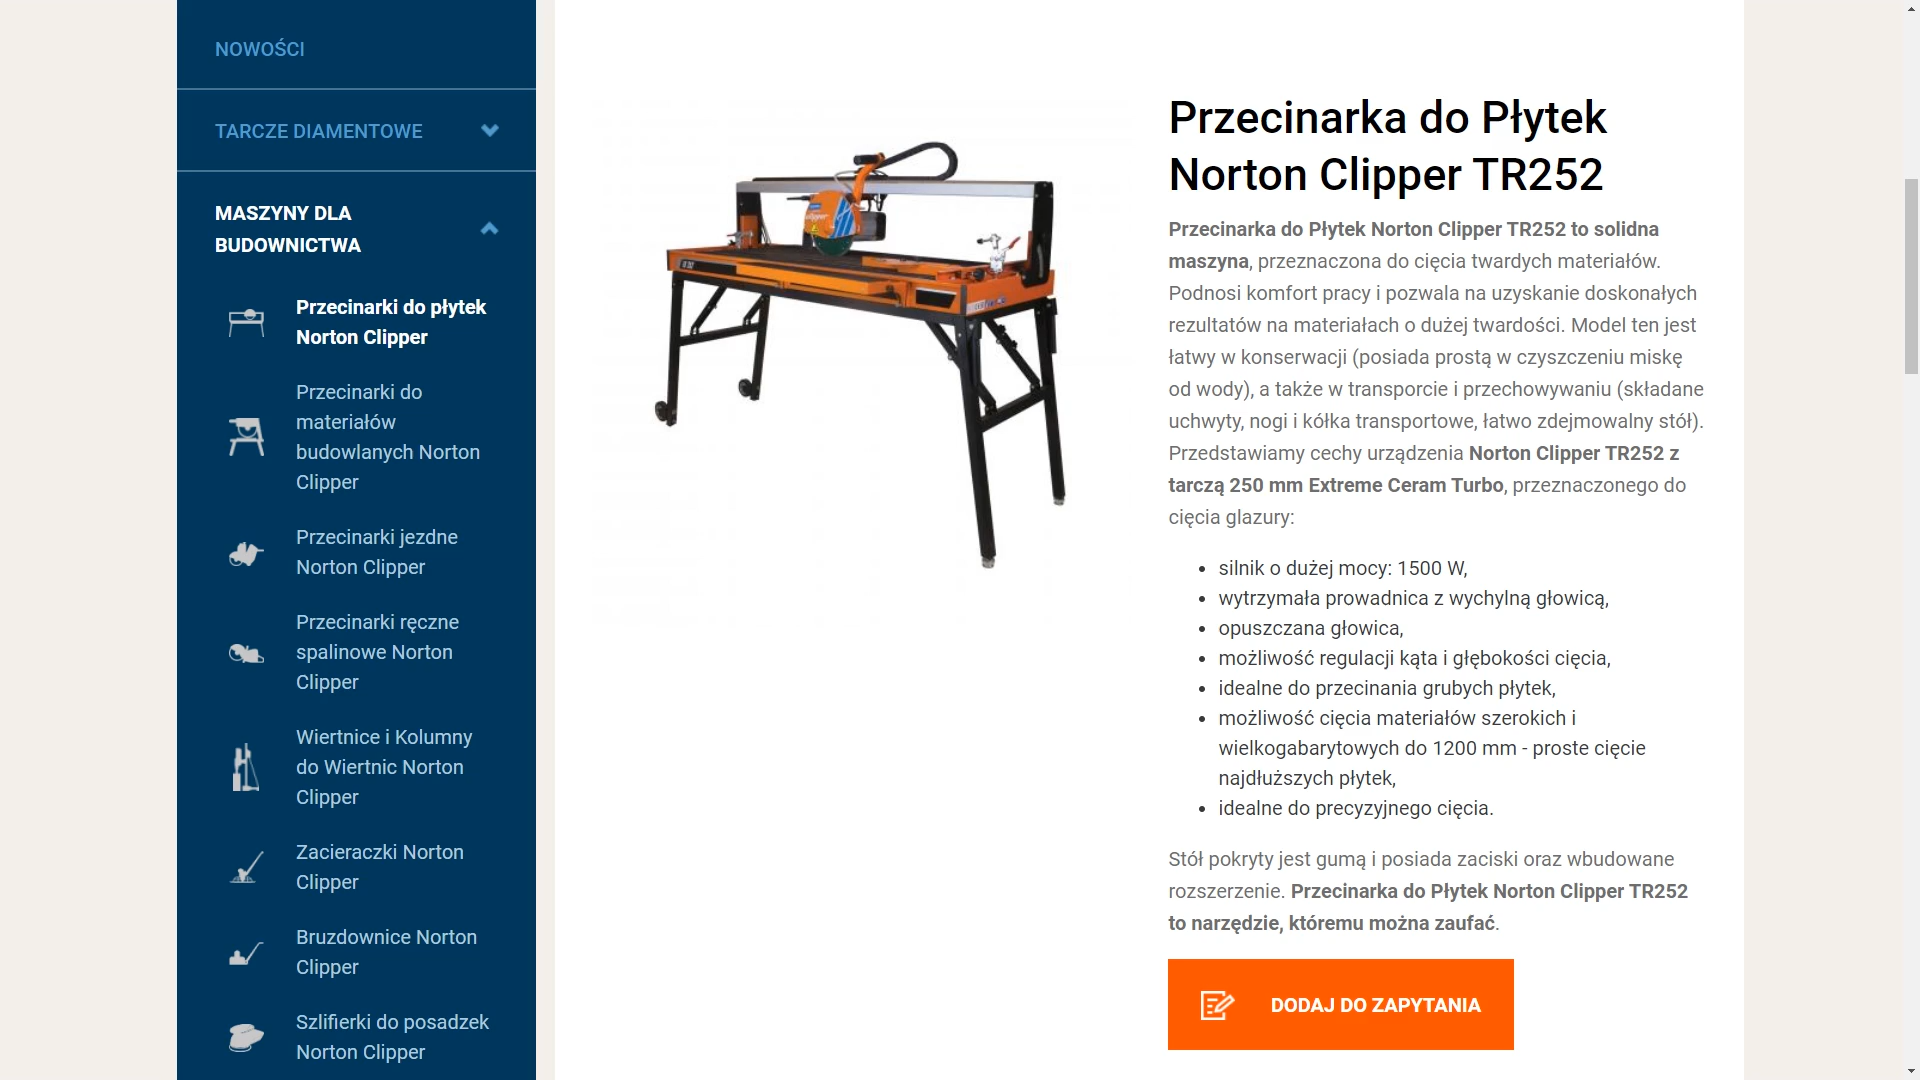 NOWOŚCI
TARCZE DIAMENTOWE
MASZYNY DLA
BUDOWNICTWA
Przecinarki do płytek
Norton Clipper
Przecinarki do
materiałów
budowlanych Norton
Clipper
Przecinarki jezdne
Norton Clipper
Przecinarki ręczne
spalinowe Norton
Clipper
Wiertnice i Kolumny
do Wiertnic Norton
Clipper
Zacieraczki Norton
Clipper
Bruzdownice Norton
Clipper
Szlifierki do posadzek
Norton Clipper
Przecinarka do Płytek
Norton Clipper TR252
Przecinarka do Płytek Norton Clipper TR252 to solidna
maszyna, przeznaczona do cięcia twardych materiałów.
Podnosi komfort pracy i pozwala na uzyskanie doskonałych
rezultatów na materiałach o dużej twardości. Model ten jest
łatwy w konserwacji (posiada prostą w czyszczeniu miskę
od wody), a także w transporcie i przechowywaniu (składane
uchwyty, nogi i kółka transportowe, łatwo zdejmowalny stół).
Przedstawiamy cechy urządzenia Norton Clipper TR252 z
tarczą 250 mm Extreme Ceram Turbo, przeznaczonego do
cięcia glazury:
silnik o dużej mocy: 1500 W,
wytrzymała prowadnica z wychylną głowicą,
opuszczana głowica,
możliwość regulacji kąta i głębokości cięcia,
idealne do przecinania grubych płytek,
możliwość cięcia materiałów szerokich i
wielkogabarytowych do 1200 mm - proste cięcie
najdłuższych płytek,
idealne do precyzyjnego cięcia.
Stół pokryty jest gumą i posiada zaciski oraz wbudowane
rozszerzenie. Przecinarka do Płytek Norton Clipper TR252
to narzędzie, któremu można zaufać.
DODAJ DO ZAPYTANIA